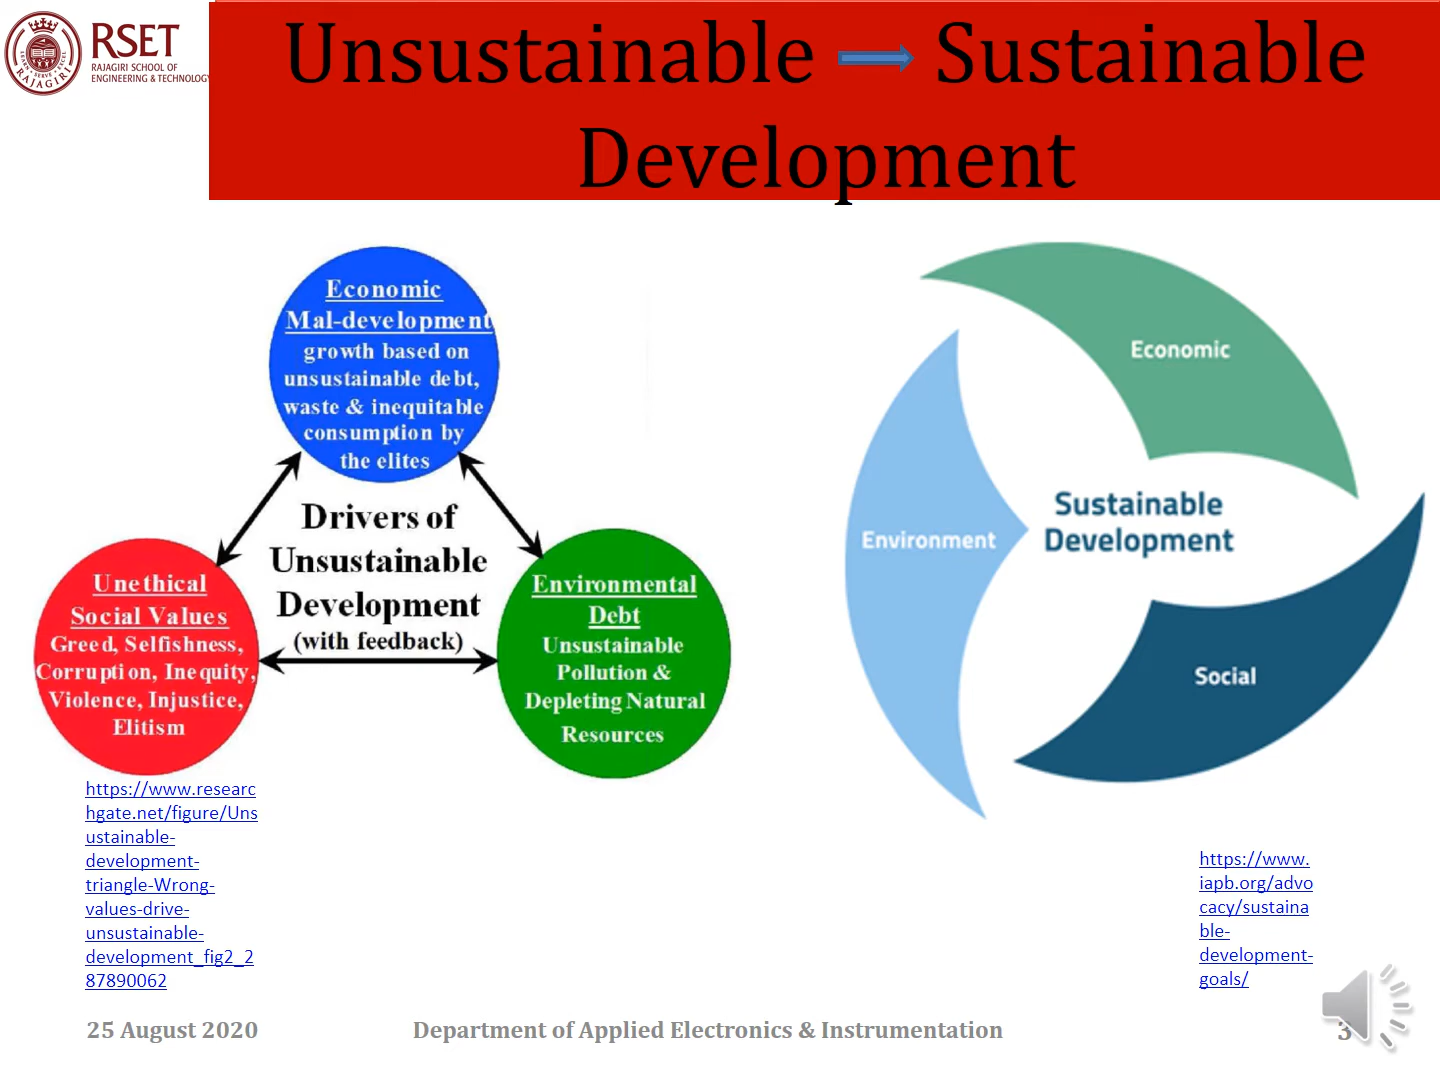 RSET
RAJAGIRI SCHOOL OF
ENGINEERING & TECHNOLOGY
LEARN · SERVE · EXCEL
RAJAGIRI
Unsustainable Sustainable
Development
Economic
Mal-development
growth based on
unsustainable debt,
waste & inequitable
consumption by
the elites
Drivers of
Unsustainable
Development
(with feedback)
Unethical
Social Values
Greed, Selfishness,
Corruption, Inequity,
Violence, Injustice,
Elitism
Environmental
Debt
Unsustainable
Pollution &
Depleting Natural
Resources
Economic
Environment
Sustainable
Development
Social
https://www.researc
hgate.net/figure/Uns
ustainable-
development-
triangle-Wrong-
values-drive-
unsustainable-
development_fig2_2
87890062
https://www.
iapb.org/advo
cacy/sustaina
ble-
development-
goals/
25 August 2020
Department of Applied Electronics & Instrumentation
3